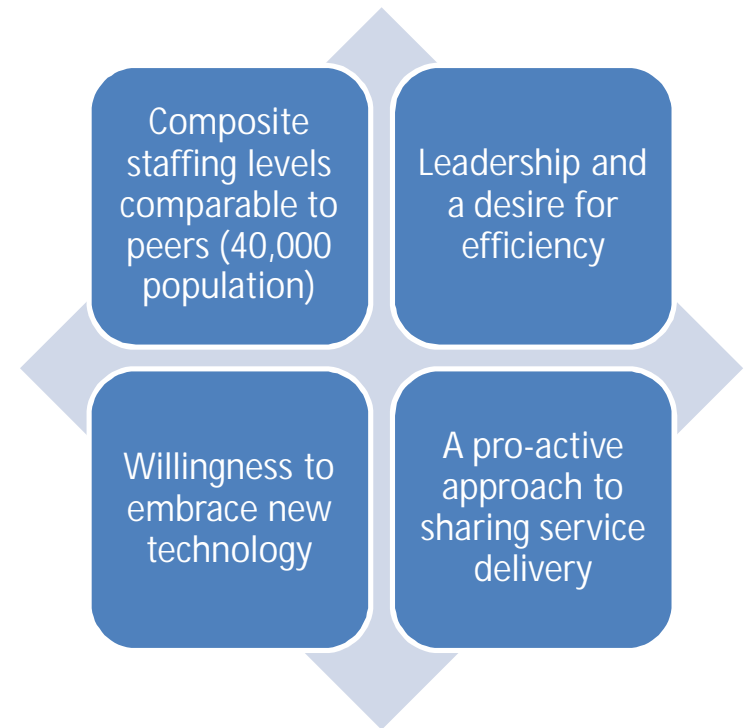 Composite
staffing levels
comparable to
peers (40,000
population)
Leadership and
a desire for
efficiency
Willingness to
embrace new
technology
A pro-active
approach to
sharing service
delivery